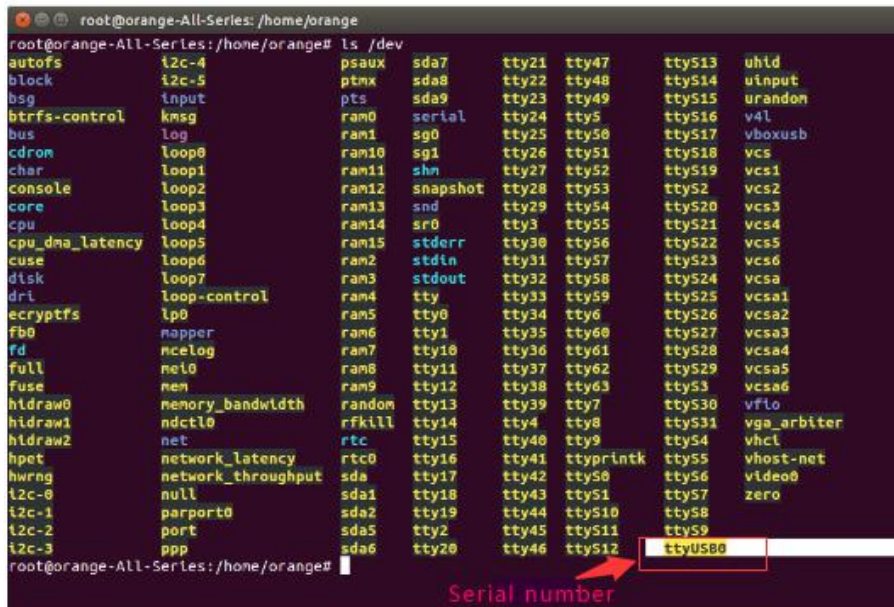 root@orange-All-Series: /home/orange
root@orange-All-Series:/home/orange# ls /dev
autofs i2c-4 psaux sda7 tty21 tty47 ttyS13 uhid
block i2c-5 ptmx sda8 tty22 tty48 ttyS14 uinput
bsg input pts sda9 tty23 tty49 ttyS15 urandom
btrfs-control kmsg ram0 serial tty24 tty5 ttyS16 v4l
bus log ram1 sg0 tty25 tty50 ttyS17 vboxusb
cdrom loop0 ram10 sg1 tty26 tty51 ttyS18 vcs
char loop1 ram11 shm tty27 tty52 ttyS19 vcs1
console loop2 ram12 snapshot tty28 tty53 ttyS2 vcs2
core loop3 ram13 snd tty29 tty54 ttyS20 vcs3
cpu loop4 ram14 sr0 tty3 tty55 ttyS21 vcs4
cpu_dma_latency loop5 ram15 stderr tty30 tty56 ttyS22 vcs5
cuse loop6 ram2 stdin tty31 tty57 ttyS23 vcs6
disk loop7 ram3 stdout tty32 tty58 ttyS24 vcsa
dri loop-control ram4 tty tty33 tty59 ttyS25 vcsa1
ecryptfs lp0 ram5 tty0 tty34 tty6 ttyS26 vcsa2
fb0 mapper ram6 tty1 tty35 tty60 ttyS27 vcsa3
fd mcelog ram7 tty10 tty36 tty61 ttyS28 vcsa4
full mei0 ram8 tty11 tty37 tty62 ttyS29 vcsa5
fuse mem ram9 tty12 tty38 tty63 ttyS3 vcsa6
hidraw0 memory_bandwidth random tty13 tty39 tty7 ttyS30 vfio
hidraw1 ndctl0 rfkill tty14 tty4 tty8 ttyS31 vga_arbiter
hidraw2 net rtc tty15 tty40 tty9 ttyS4 vhci
hpet network_latency rtc0 tty16 tty41 ttyprintk ttyS5 vhost-net
hwrng network_throughput sda tty17 tty42 ttyS0 ttyS6 video0
i2c-0 null sda1 tty18 tty43 ttyS1 ttyS7 zero
i2c-1 parport0 sda2 tty19 tty44 ttyS10 ttyS8
i2c-2 port sda5 tty2 tty45 ttyS11 ttyS9
i2c-3 ppp sda6 tty20 tty46 ttyS12 ttyUSB0
root@orange-All-Series:/home/orange#
Serial number